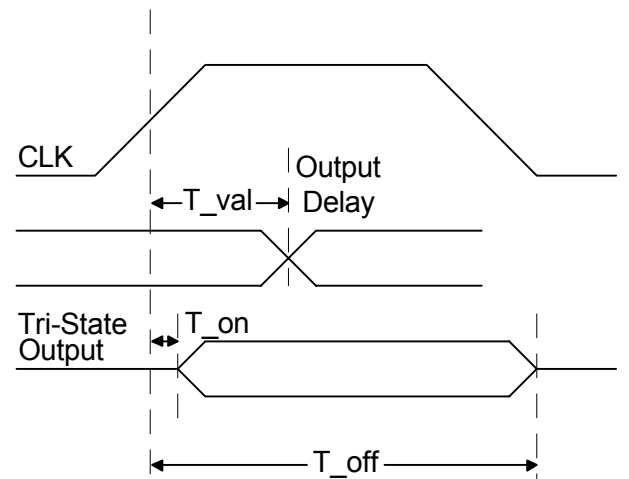 CLK
Output
Delay
T_val
Tri-State
Output
T_on
T_off